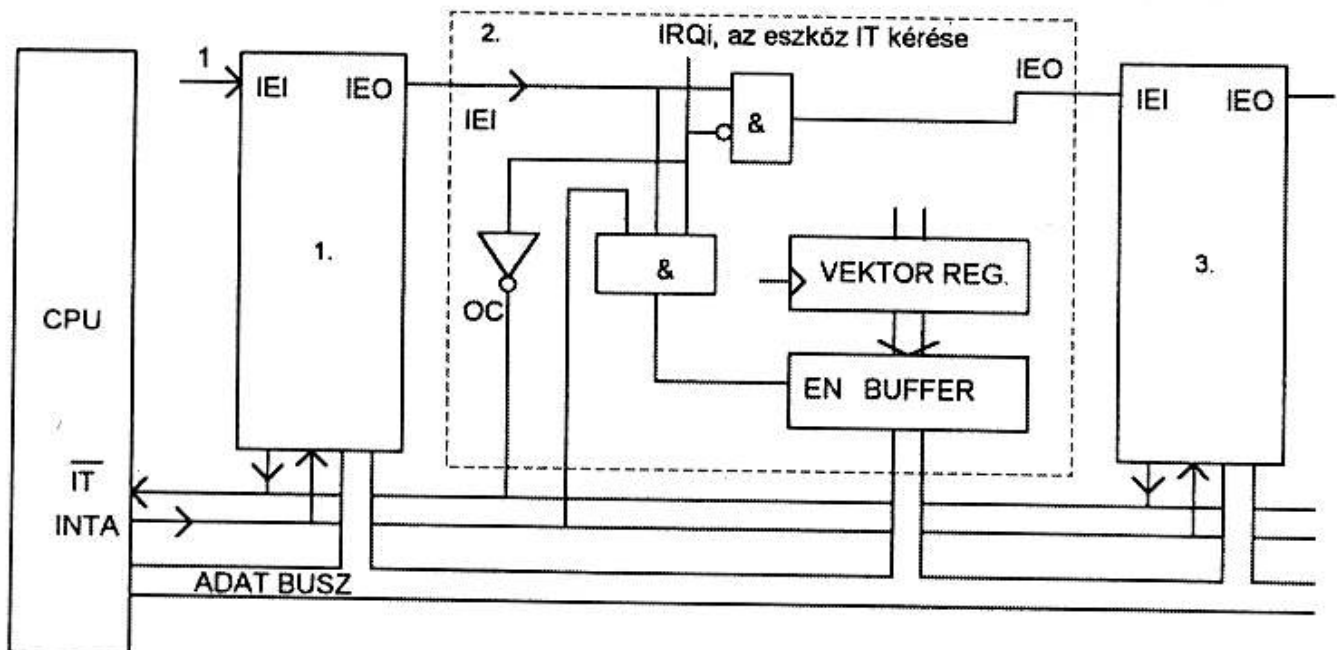 2.
IRQi, az eszköz IT kérése
1
IEI
IEO
IEI
&
IEO
IEI
IEO
1.
&
OC
VEKTOR REG.
3.
CPU
EN BUFFER
IT
INTA
ADAT BUSZ